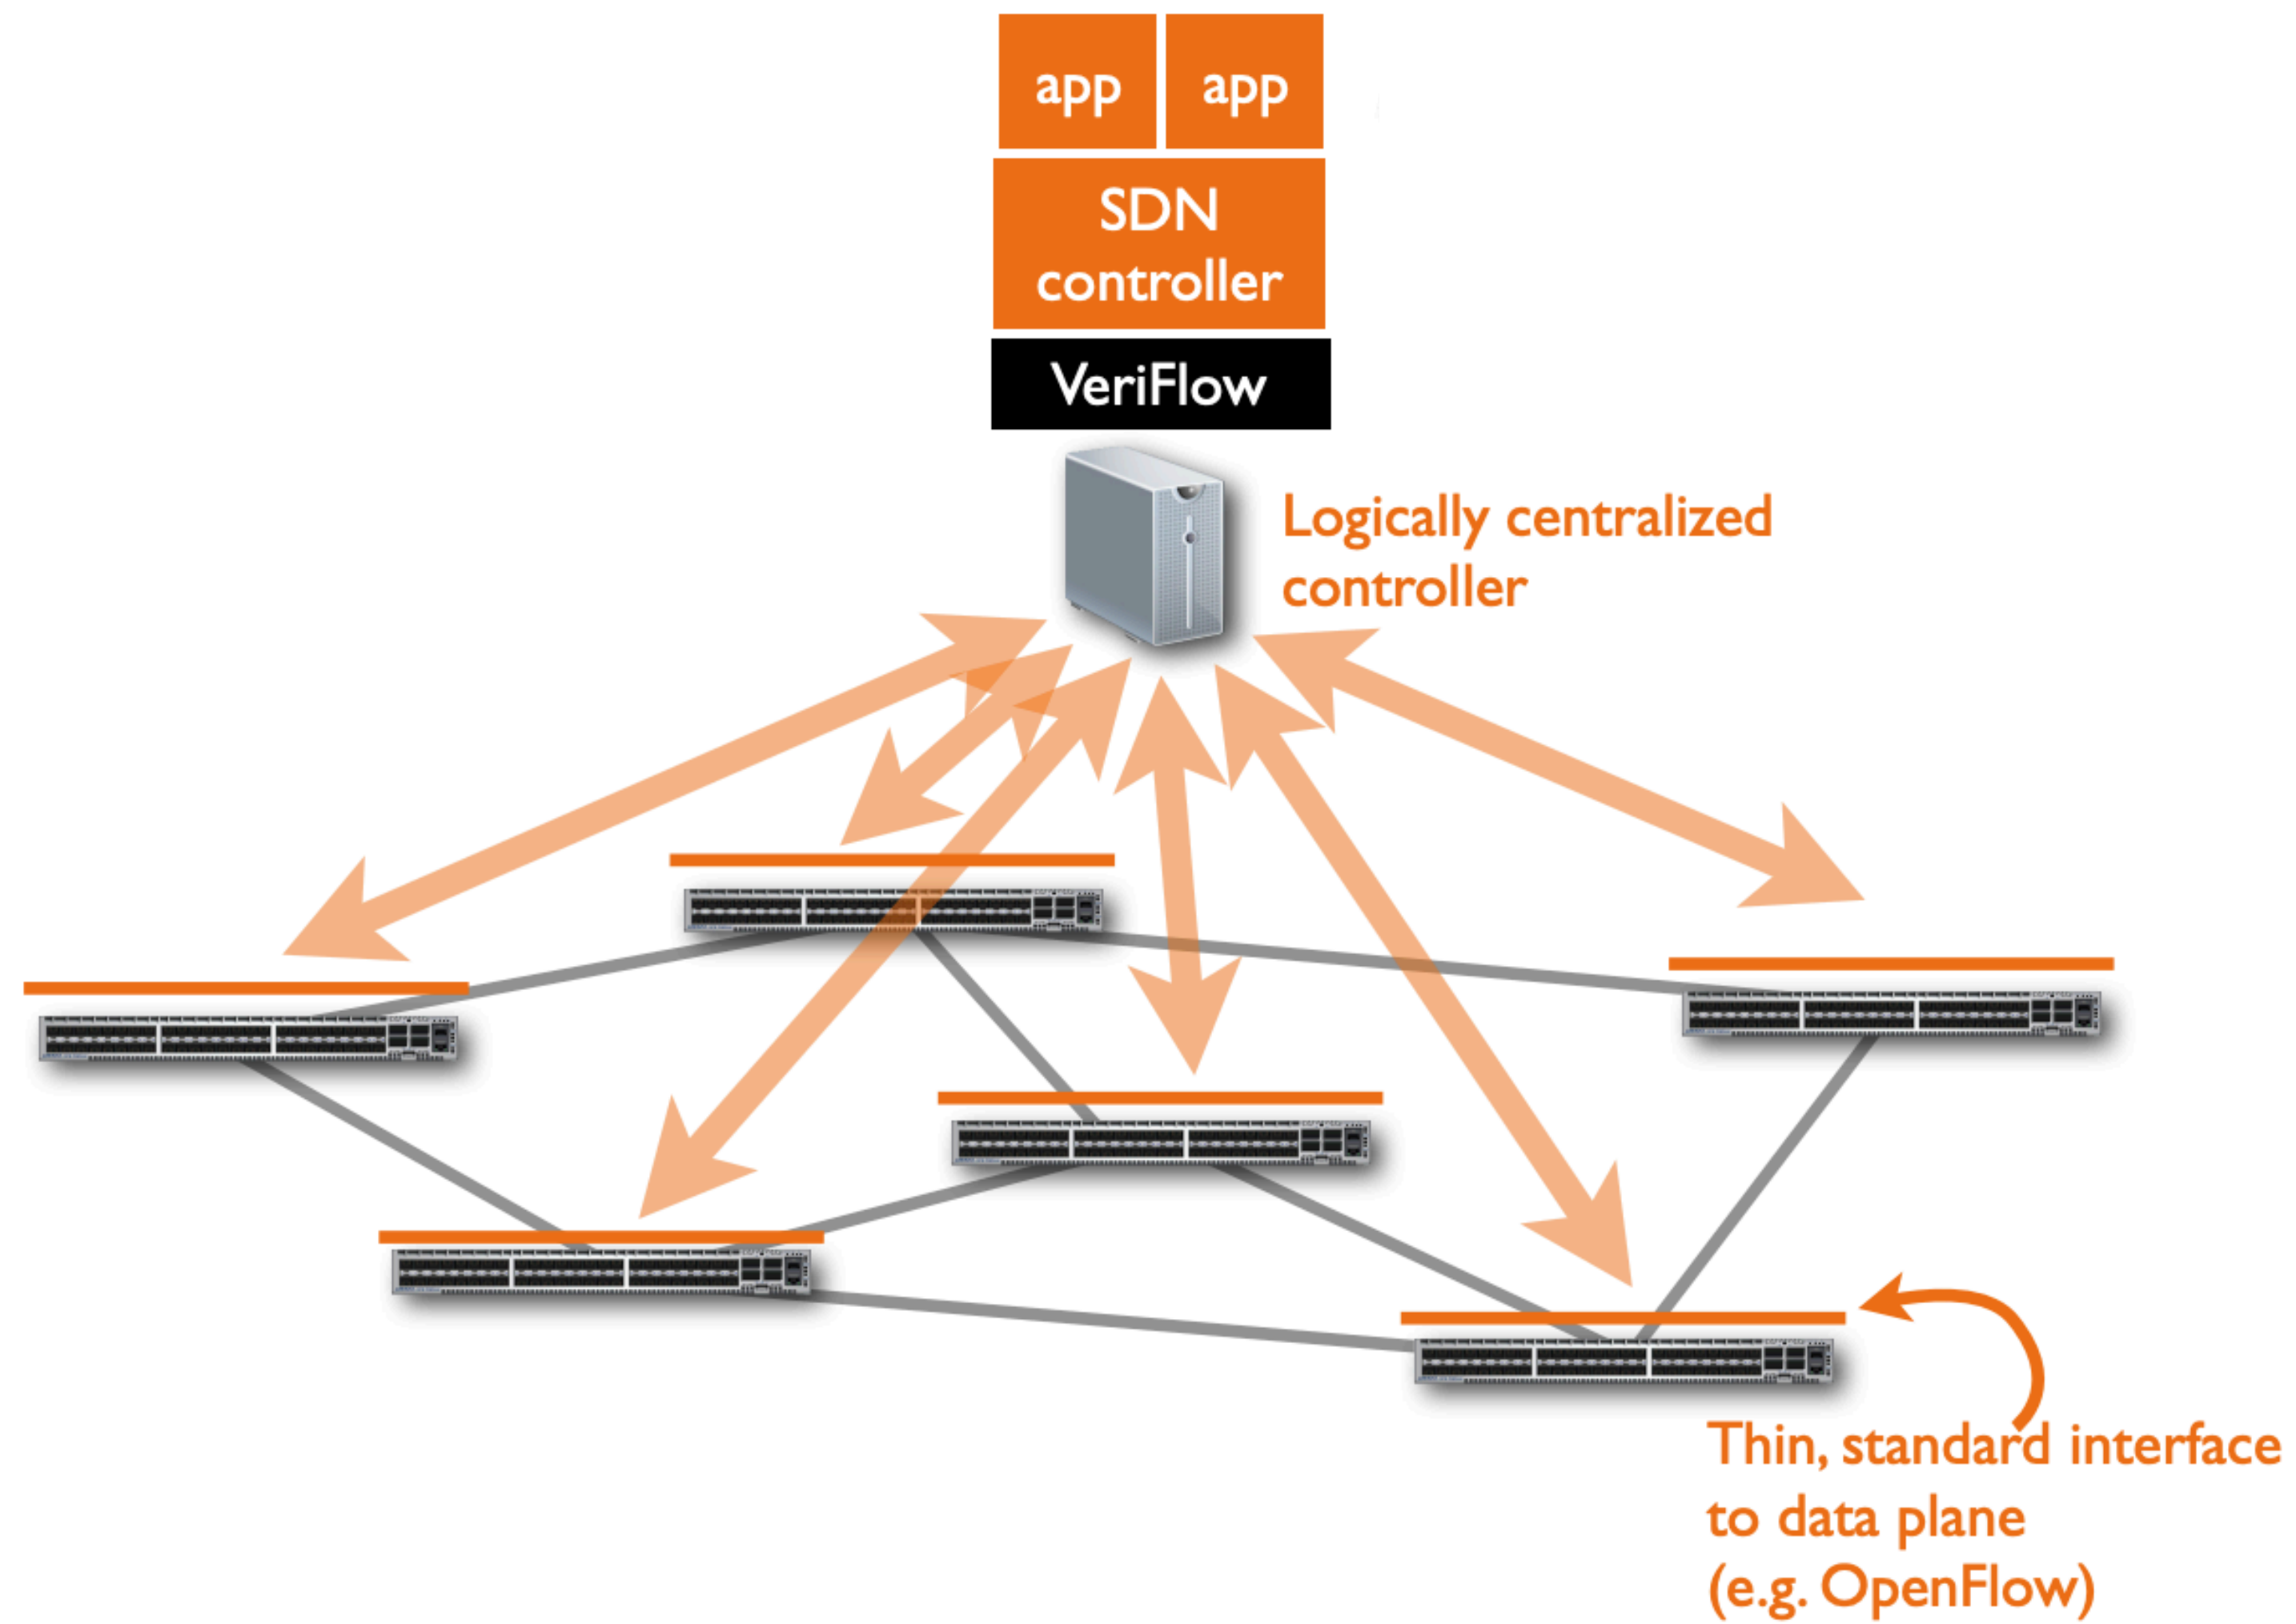 app app
SDN
controller
VeriFlow
Logically centralized
controller
Thin, standard interface
to data plane
(e.g. OpenFlow)